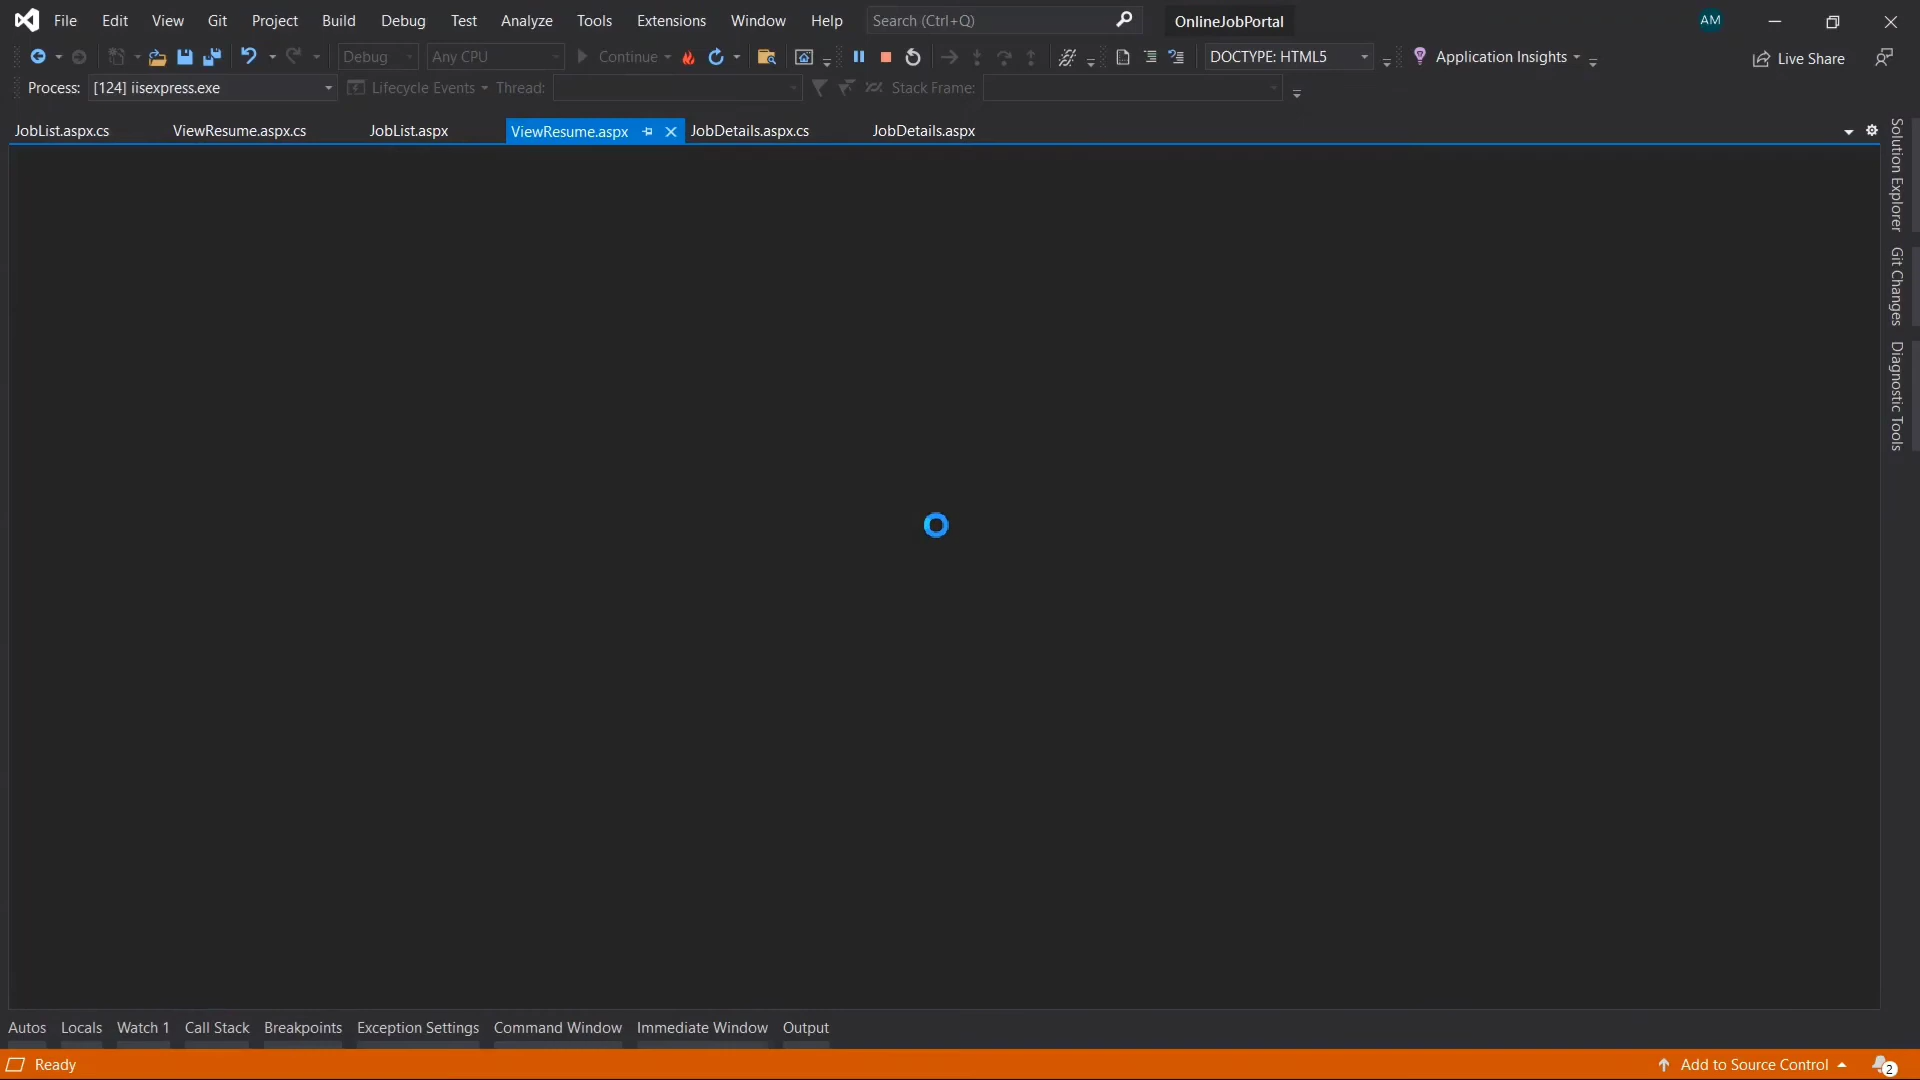 File Edit View Git Project Build Debug Test Analyze Tools Extensions Window Help Search (Ctrl+Q) OnlineJobPortal AM
Debug Any CPU Continue DOCTYPE: HTML5 Application Insights Live Share
Process: [124] iisexpress.exe Lifecycle Events Thread: Stack Frame:
JobList.aspx.cs ViewResume.aspx.cs JobList.aspx ViewResume.aspx JobDetails.aspx.cs JobDetails.aspx
Solution Explorer
Git Changes
Diagnostic Tools
Autos Locals Watch 1 Call Stack Breakpoints Exception Settings Command Window Immediate Window Output
Ready Add to Source Control 2